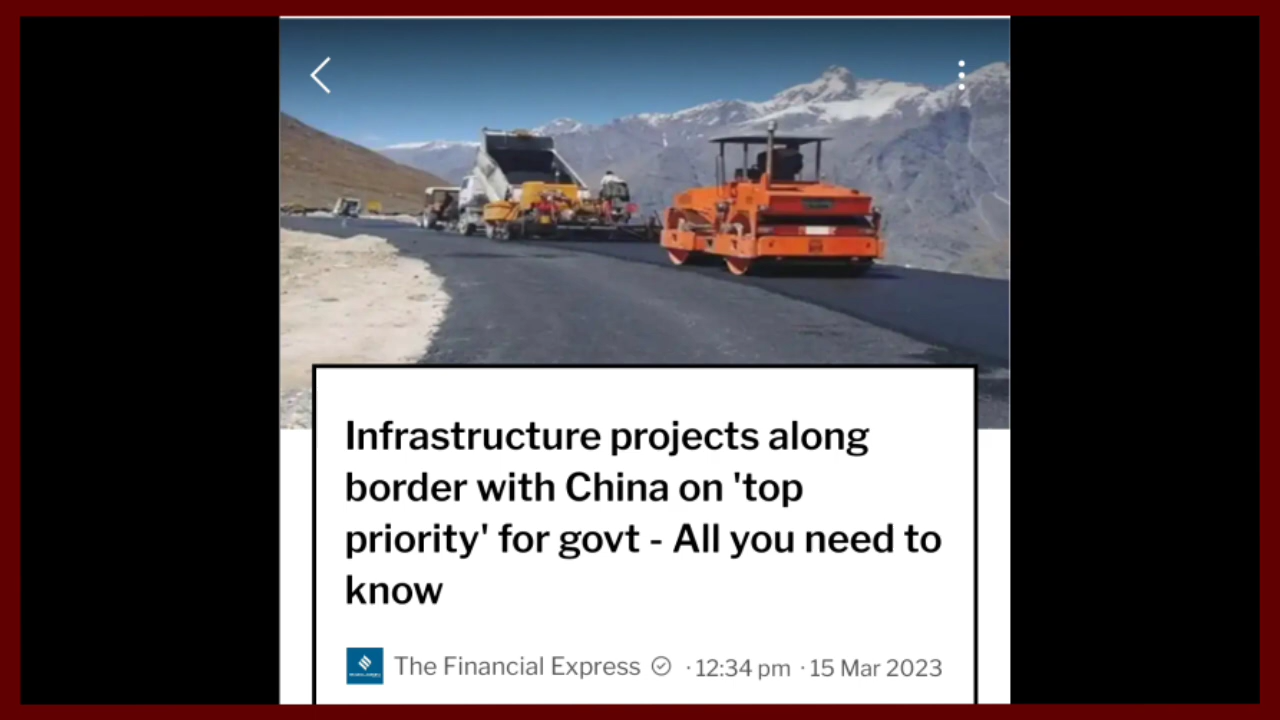 Infrastructure projects along
border with China on 'top
priority' for govt - All you need to
know
The Financial Express · 12:34 pm · 15 Mar 2023